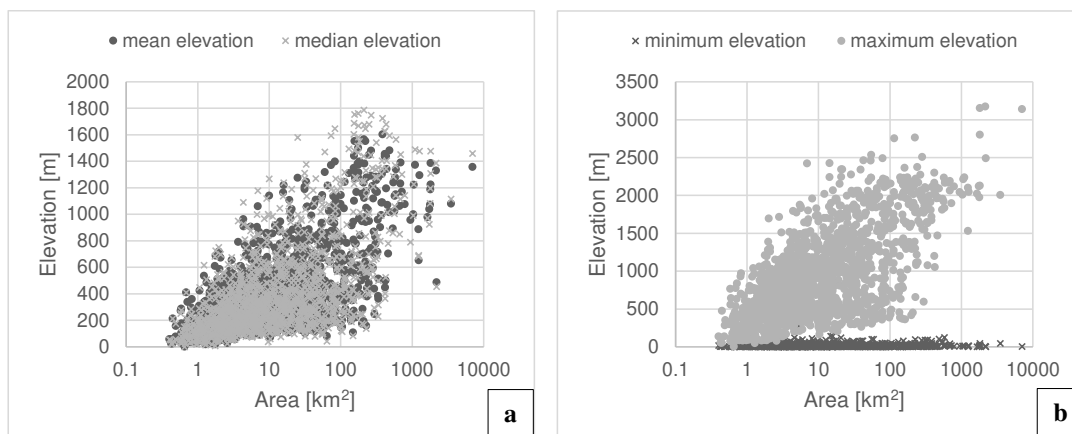 ● mean elevation × median elevation
2000
1800
1600
1400
1200
1000
800
600
400
200
0
Elevation [m]
0.1 1 10 100 1000 10000
Area [km²]
a
× minimum elevation ● maximum elevation
3500
3000
2500
2000
1500
1000
500
0
Elevation [m]
0.1 1 10 100 1000 10000
Area [km²]
b